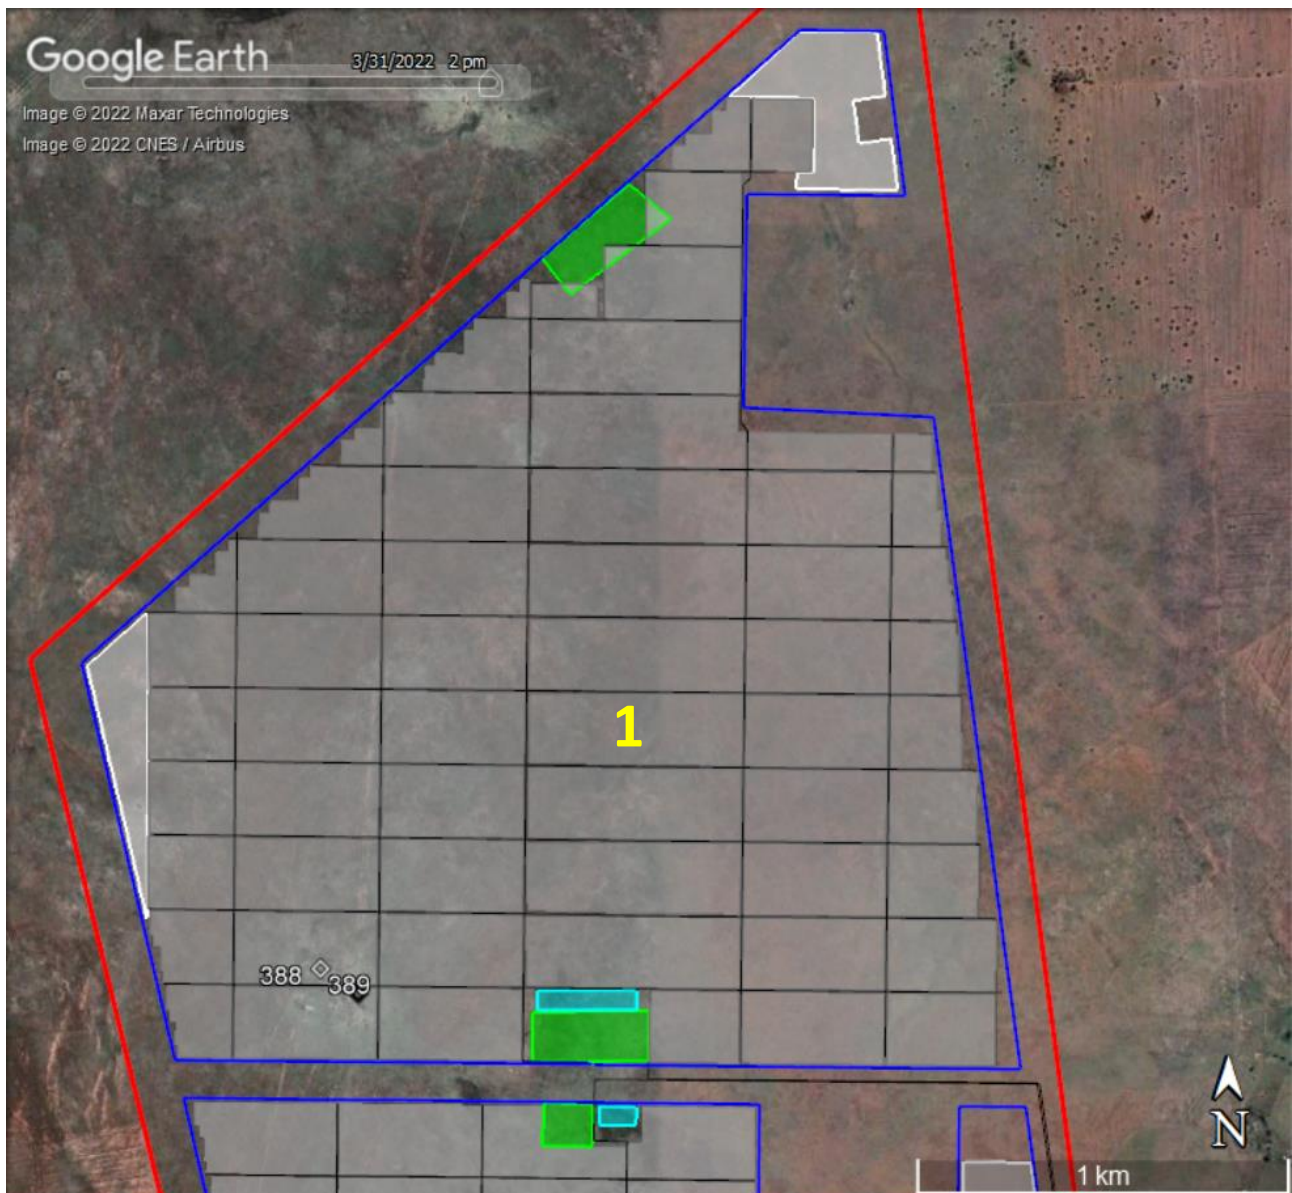 Google Earth
3/31/2022 2 pm
Image © 2022 Maxar Technologies
Image © 2022 CNES / Airbus
1
388
389
N
1 km